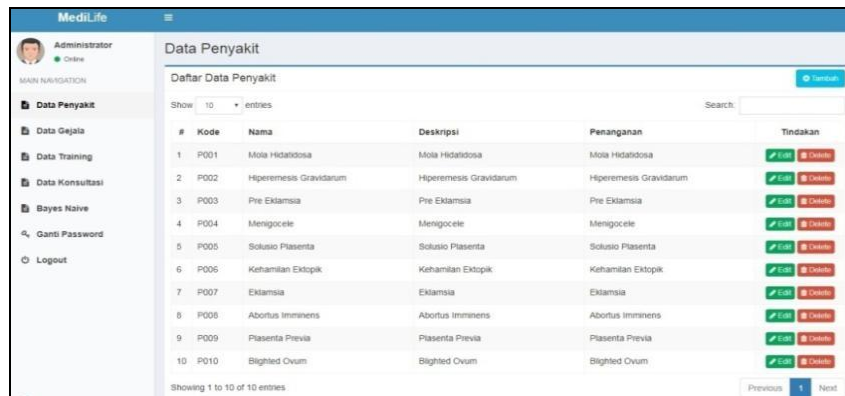 MediLife
Administrator
Online
MAIN NAVIGATION
Data Penyakit
Data Gejala
Data Training
Data Konsultasi
Bayes Naive
Ganti Password
Logout
Data Penyakit
Daftar Data Penyakit
Tambah
Show 10 entries
Search:
# Kode Nama Deskripsi Penanganan Tindakan
1 P001 Mola Hidatidosa Mola Hidatidosa Mola Hidatidosa Edit Delete
2 P002 Hiperemesis Gravidarum Hiperemesis Gravidarum Hiperemesis Gravidarum Edit Delete
3 P003 Pre Eklamsia Pre Eklamsia Pre Eklamsia Edit Delete
4 P004 Menigocele Menigocele Menigocele Edit Delete
5 P005 Solusio Plasenta Solusio Plasenta Solusio Plasenta Edit Delete
6 P006 Kehamilan Ektopik Kehamilan Ektopik Kehamilan Ektopik Edit Delete
7 P007 Eklamsia Eklamsia Eklamsia Edit Delete
8 P008 Abortus Imminens Abortus Imminens Abortus Imminens Edit Delete
9 P009 Plasenta Previa Plasenta Previa Plasenta Previa Edit Delete
10 P010 Blighted Ovum Blighted Ovum Blighted Ovum Edit Delete
Showing 1 to 10 of 10 entries
Previous 1 Next